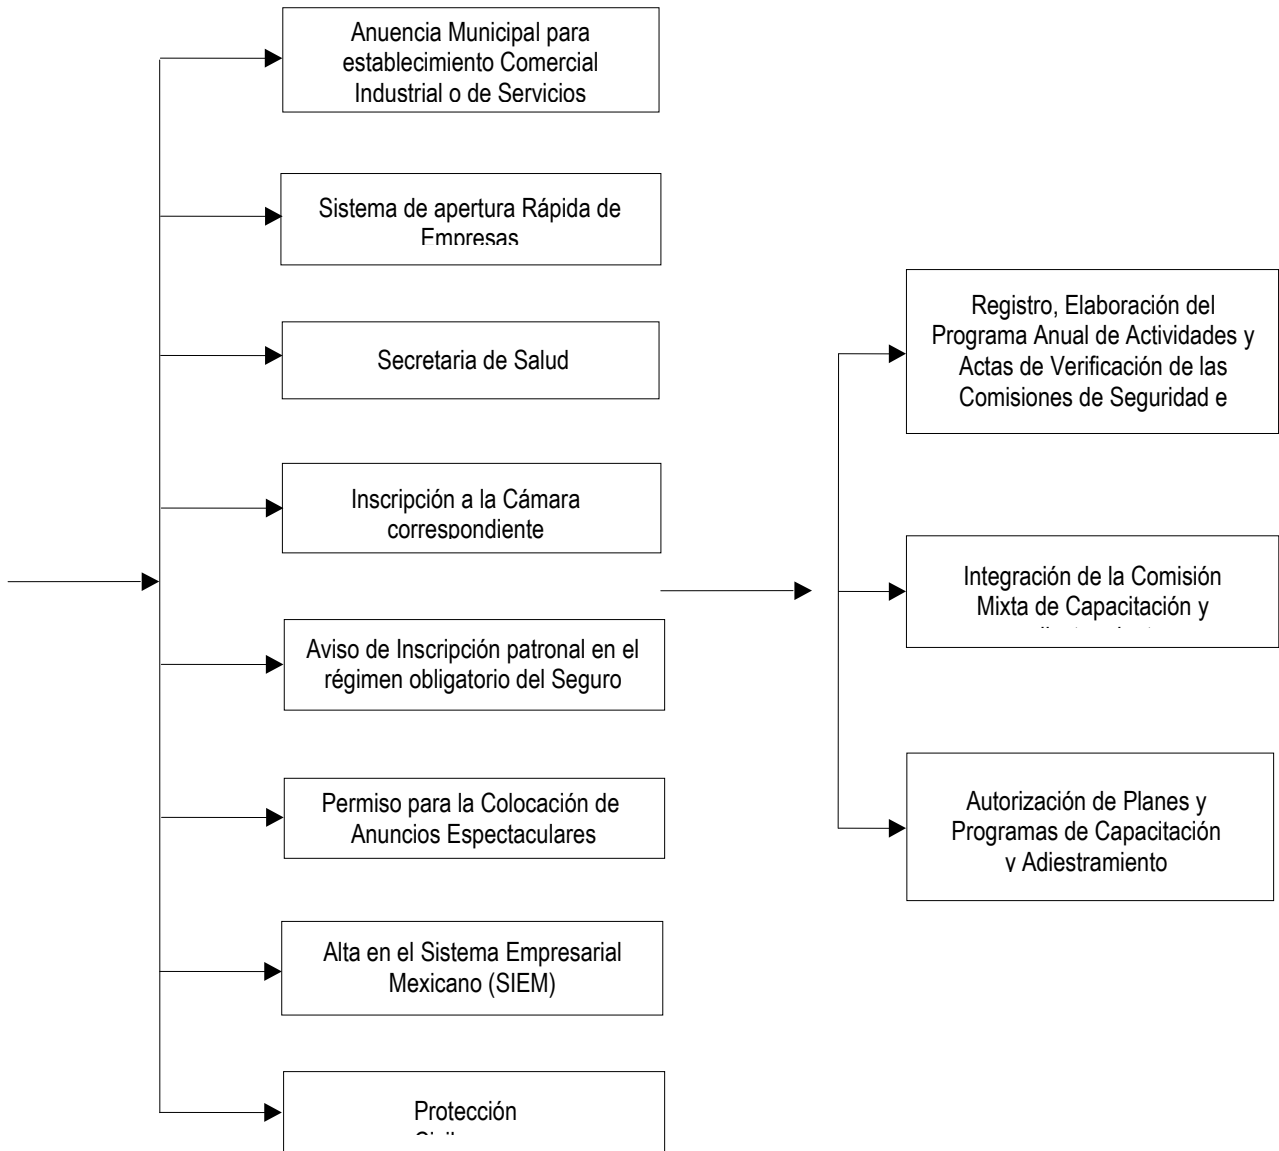 Anuencia Municipal para
establecimiento Comercial
Industrial o de Servicios
Sistema de apertura Rápida de
Empresas
Secretaria de Salud
Inscripción a la Cámara
correspondiente
Aviso de Inscripción patronal en el
régimen obligatorio del Seguro
Permiso para la Colocación de
Anuncios Espectaculares
Alta en el Sistema Empresarial
Mexicano (SIEM)
Protección
Registro, Elaboración del
Programa Anual de Actividades y
Actas de Verificación de las
Comisiones de Seguridad e
Integración de la Comisión
Mixta de Capacitación y
Autorización de Planes y
Programas de Capacitación
y Adiestramiento